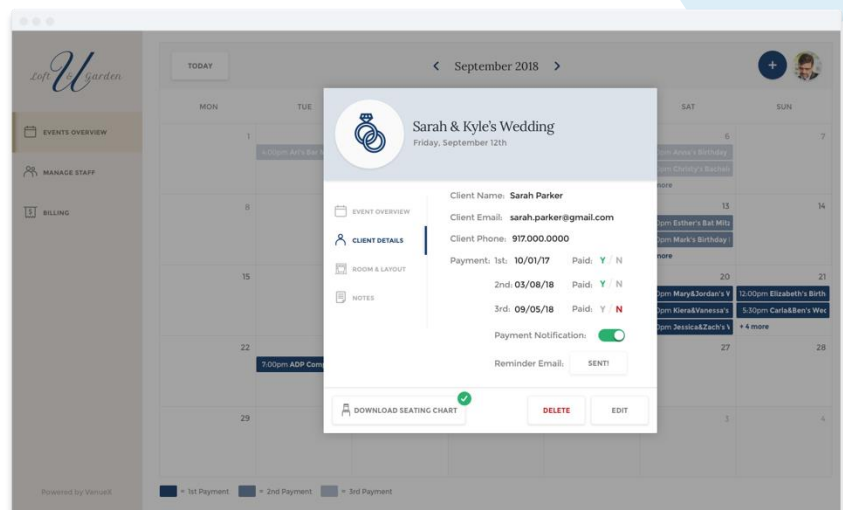 Loft U & Garden
TODAY
September 2018
MON
TUE
SAT
SUN
EVENTS OVERVIEW
MANAGE STAFF
BILLING
Powered by VenueX
1
6
7
8
13
14
15
20
21
22
27
28
29
3
4
6:00pm Ari's Bar M
pm Anna's Birthday
pm Christy's Bachel
more
pm Esther's Bat Mitz
pm Mark's Birthday
more
pm Mary&Jordan's W
12:00pm Elizabeth's Birth
pm Kiera&Vanessa's
5:30pm Carla&Ben's Wed
pm Jessica&Zach's W
+ 4 more
7:00pm ADP Comp
Sarah & Kyle's Wedding
Friday, September 12th
EVENT OVERVIEW
CLIENT DETAILS
ROOM & LAYOUT
NOTES
Client Name: Sarah Parker
Client Email: sarah.parker@gmail.com
Client Phone: 917.000.0000
Payment: 1st: 10/01/17 Paid: Y / N
2nd: 03/08/18 Paid: Y / N
3rd: 09/05/18 Paid: Y / N
Payment Notification:
Reminder Email: SENT!
DOWNLOAD SEATING CHART
DELETE
EDIT
= 1st Payment = 2nd Payment = 3rd Payment